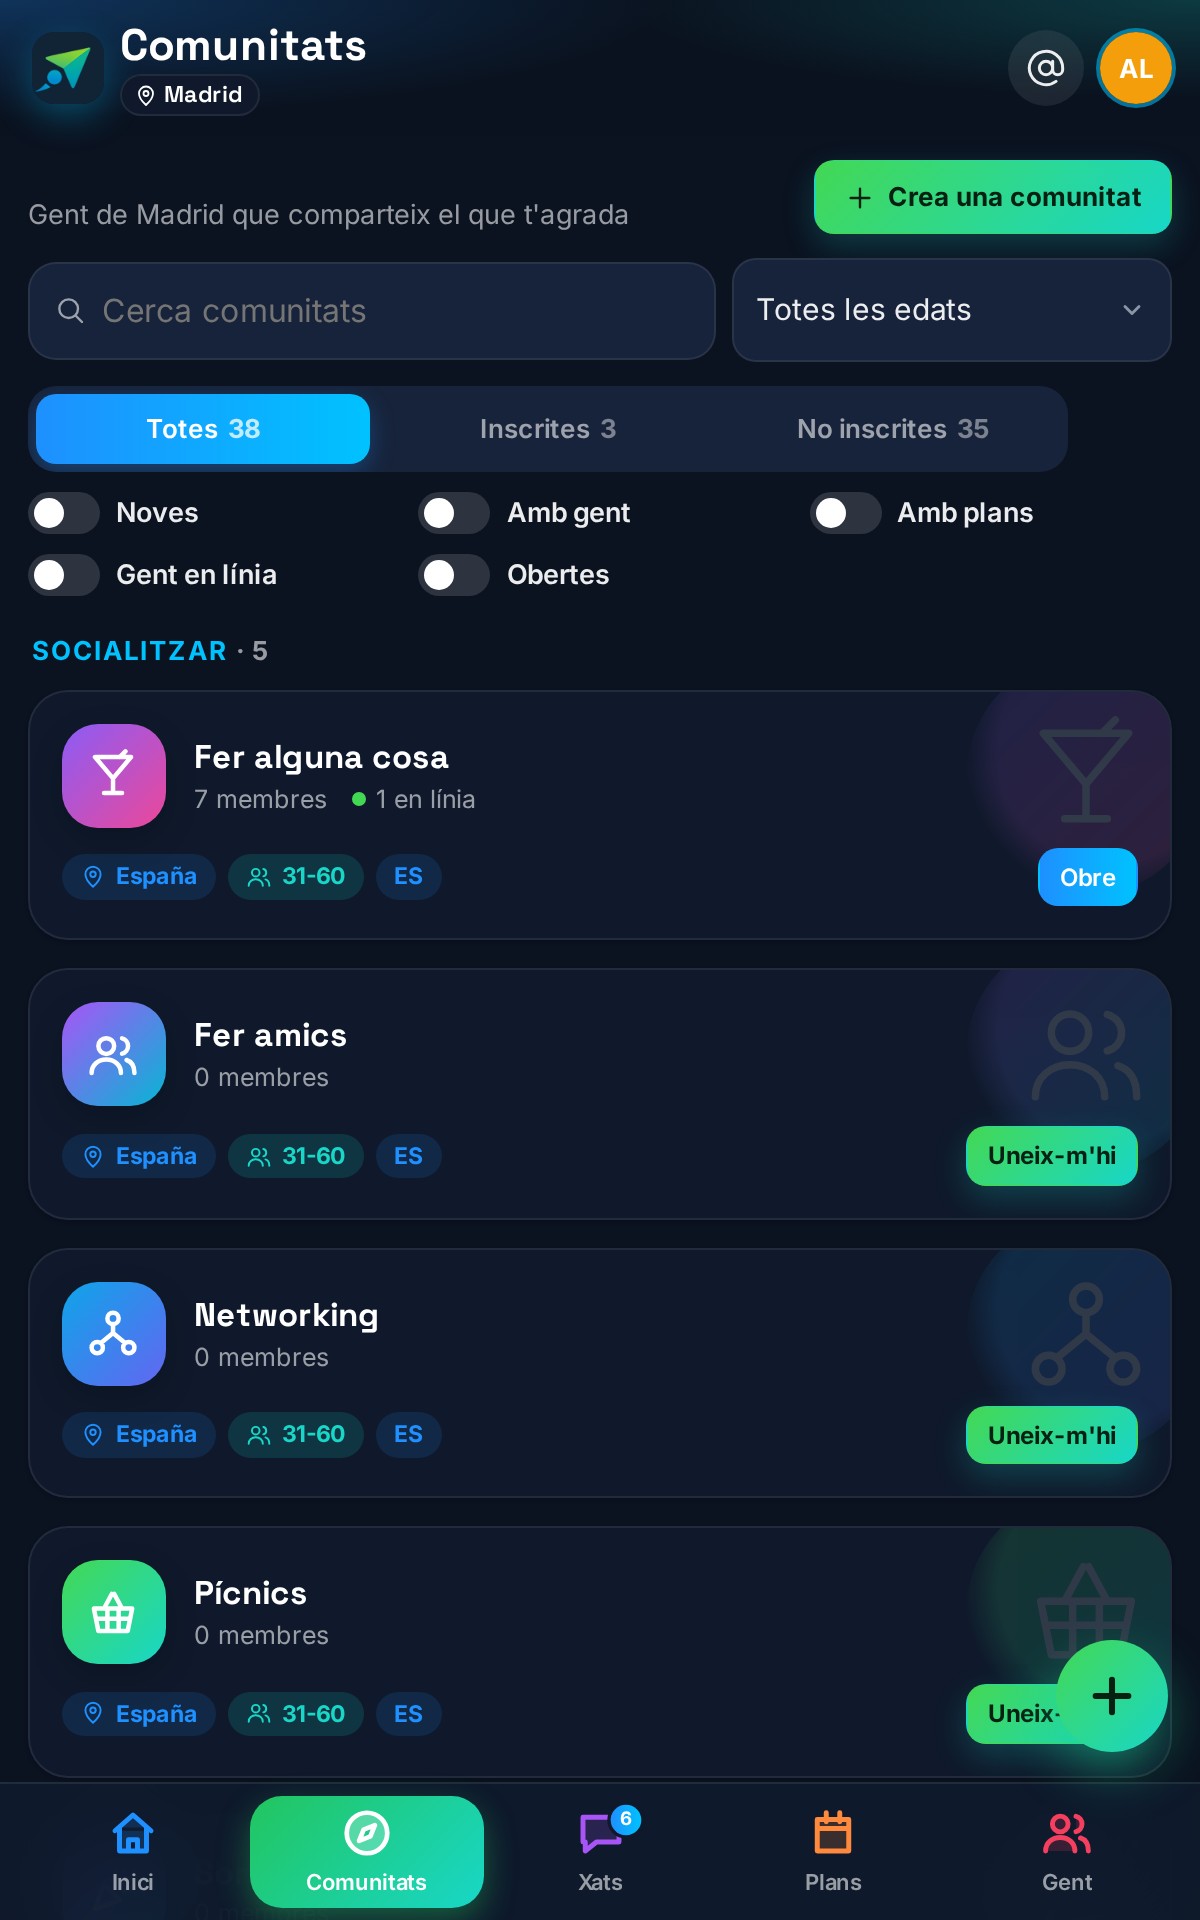 Comunitats
Madrid
@
AL
Gent de Madrid que comparteix el que t'agrada
+ Crea una comunitat
Cerca comunitats
Totes les edats
Totes 38
Inscrites 3
No inscrites 35
Noves
Amb gent
Amb plans
Gent en línia
Obertes
SOCIALITZAR · 5
Fer alguna cosa
7 membres 1 en línia
España
31-60
ES
Obre
Fer amics
0 membres
España
31-60
ES
Uneix-m'hi
Networking
0 membres
España
31-60
ES
Uneix-m'hi
Pícnics
0 membres
España
31-60
ES
Uneix-
+
6
Inici
Comunitats
Xats
Plans
Gent